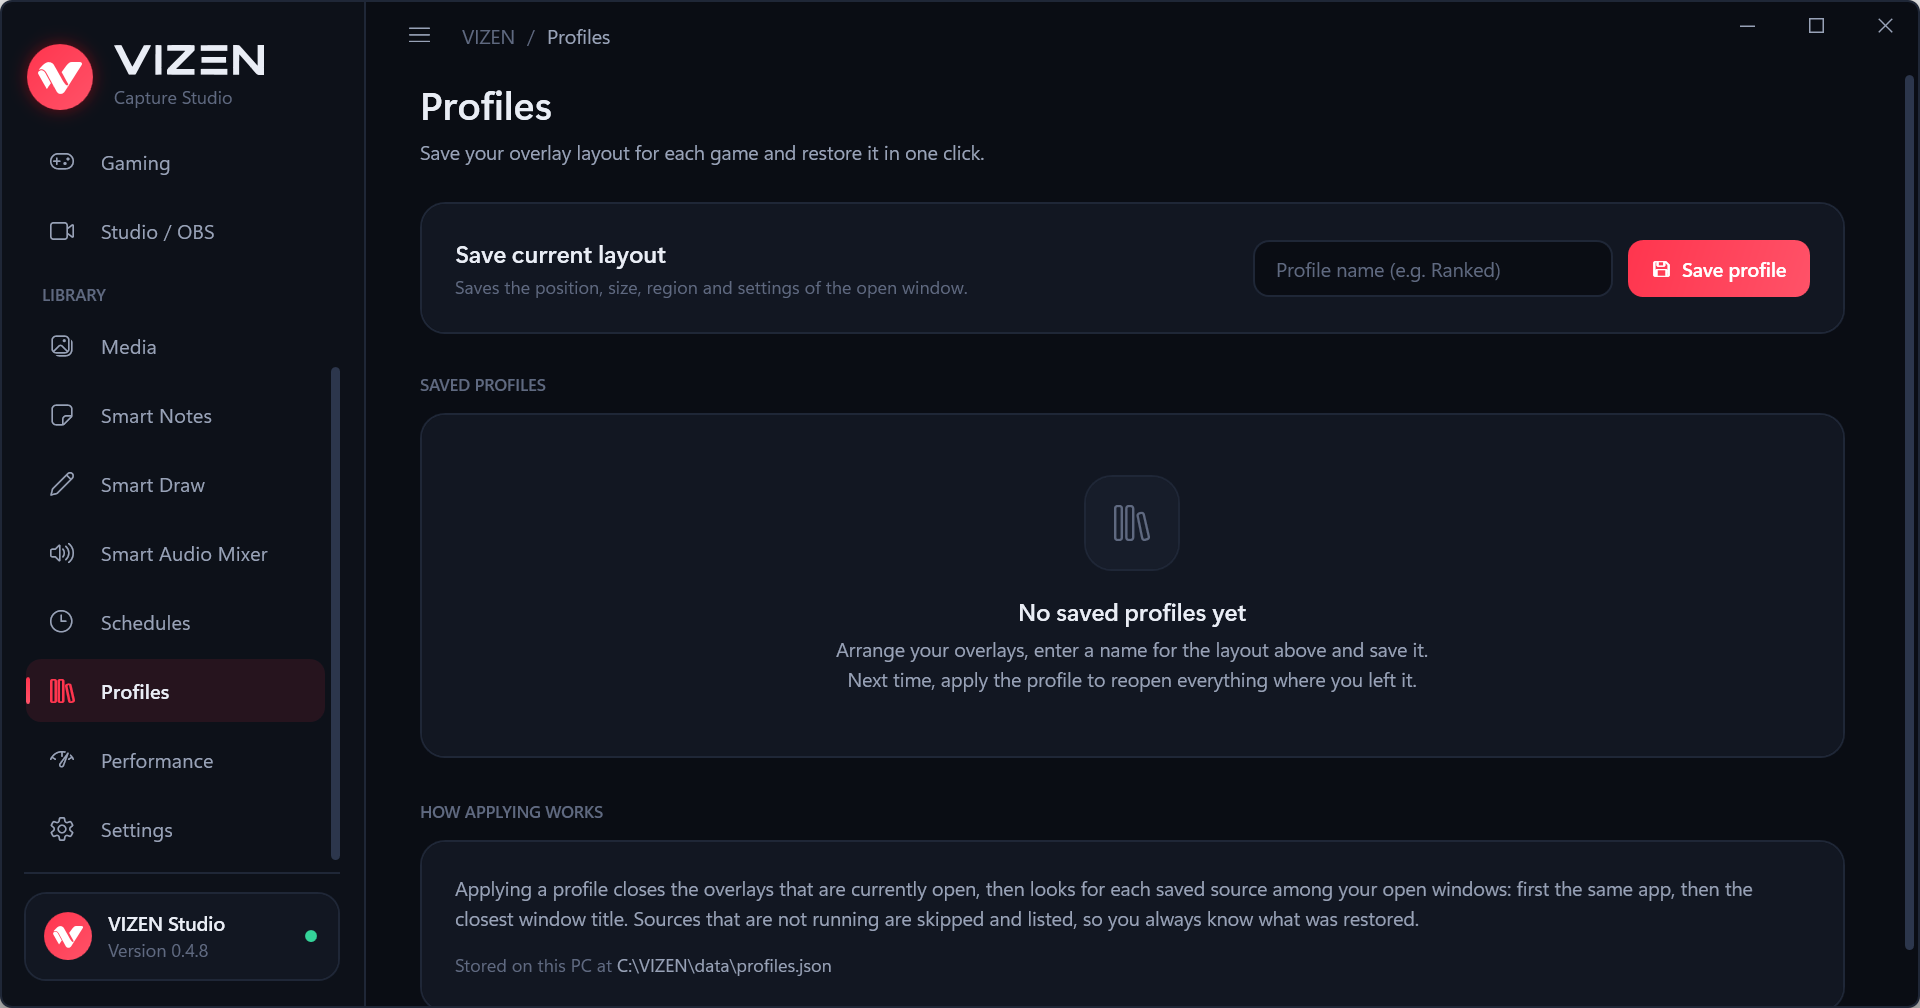 VIZEN
Capture Studio
Gaming
Studio / OBS
LIBRARY
Media
Smart Notes
Smart Draw
Smart Audio Mixer
Schedules
Profiles
Performance
Settings
VIZEN Studio
Version 0.4.8
VIZEN / Profiles
Profiles
Save your overlay layout for each game and restore it in one click.
Save current layout
Saves the position, size, region and settings of the open window.
Profile name (e.g. Ranked)
Save profile
SAVED PROFILES
No saved profiles yet
Arrange your overlays, enter a name for the layout above and save it.
Next time, apply the profile to reopen everything where you left it.
HOW APPLYING WORKS
Applying a profile closes the overlays that are currently open, then looks for each saved source among your open windows: first the same app, then the
closest window title. Sources that are not running are skipped and listed, so you always know what was restored.
Stored on this PC at C:\VIZEN\data\profiles.json